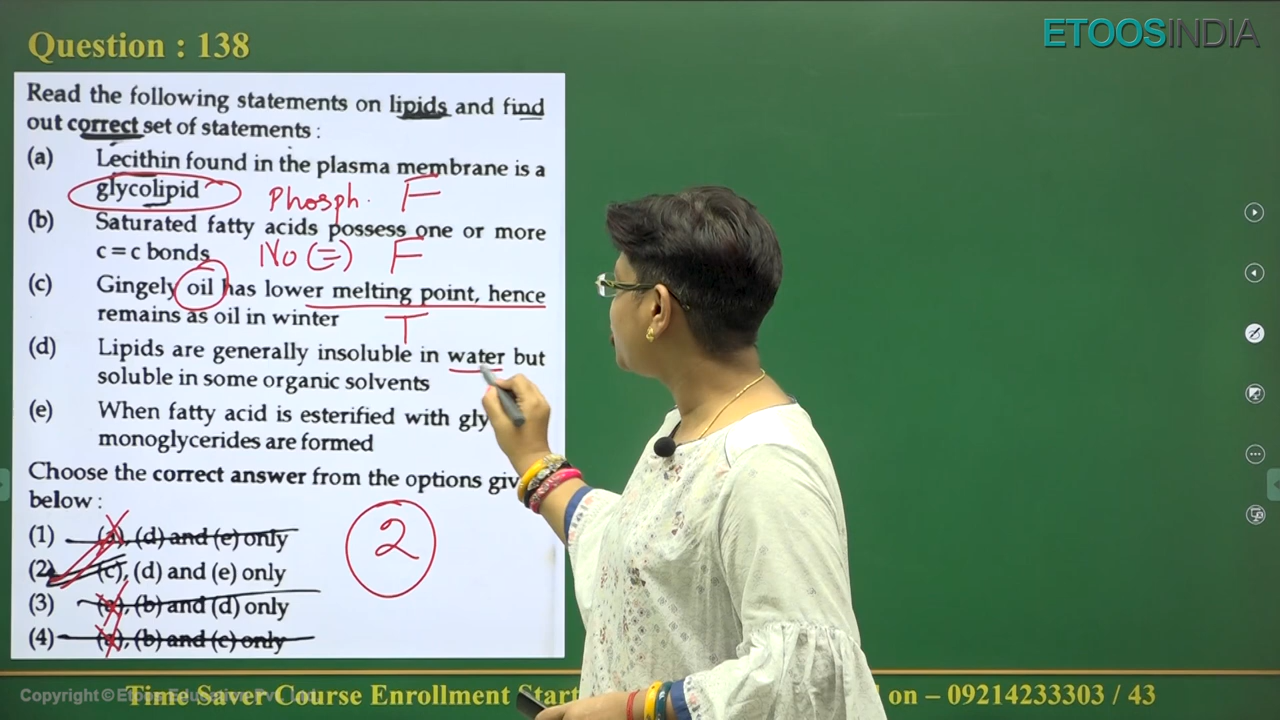 Question : 138
ETOOSINDIA
Read the following statements on lipids and find
out correct set of statements :
(a) Lecithin found in the plasma membrane is a
glycolipid Phosph. F
(b) Saturated fatty acids possess one or more
c = c bonds No (=) F
(c) Gingely oil has lower melting point, hence
remains as oil in winter T
(d) Lipids are generally insoluble in water but
soluble in some organic solvents
(e) When fatty acid is esterified with
monoglycerides are formed
Choose the correct answer from the options
below :
(1) (a), (d) and (e) only
(2) (c), (d) and (e) only
(3) (a), (b) and (d) only
(4) (a), (b) and (c) only
2
Copyright © Etoos Education Pvt. Ltd.
Time Saver Course Enrollment on – 09214233303 / 43